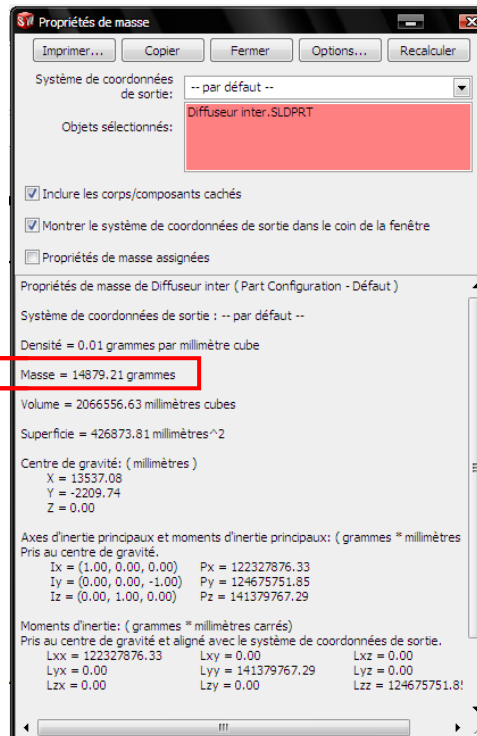 Propriétés de masse
Imprimer... Copier Fermer Options... Recalculer
Système de coordonnées de sortie: -- par défaut --
Objets sélectionnés: Diffuseur inter.SLDPRT
Inclure les corps/composants cachés
Montrer le système de coordonnées de sortie dans le coin de la fenêtre
Propriétés de masse assignées
Propriétés de masse de Diffuseur inter ( Part Configuration - Défaut )
Système de coordonnées de sortie : -- par défaut --
Densité = 0.01 grammes par millimètre cube
Masse = 14879.21 grammes
Volume = 2066556.63 millimètres cubes
Superficie = 426873.81 millimètres^2
Centre de gravité: ( millimètres )
X = 13537.08
Y = -2209.74
Z = 0.00
Axes d'inertie principaux et moments d'inertie principaux: ( grammes * millimètres
Pris au centre de gravité.
Ix = (1.00, 0.00, 0.00) Px = 122327876.33
Iy = (0.00, 0.00, -1.00) Py = 124675751.85
Iz = (0.00, 1.00, 0.00) Pz = 141379767.29
Moments d'inertie: ( grammes * millimètres carrés)
Pris au centre de gravité et aligné avec le système de coordonnées de sortie.
Lxx = 122327876.33 Lxy = 0.00 Lxz = 0.00
Lyx = 0.00 Lyy = 141379767.29 Lyz = 0.00
Lzx = 0.00 Lzy = 0.00 Lzz = 124675751.8